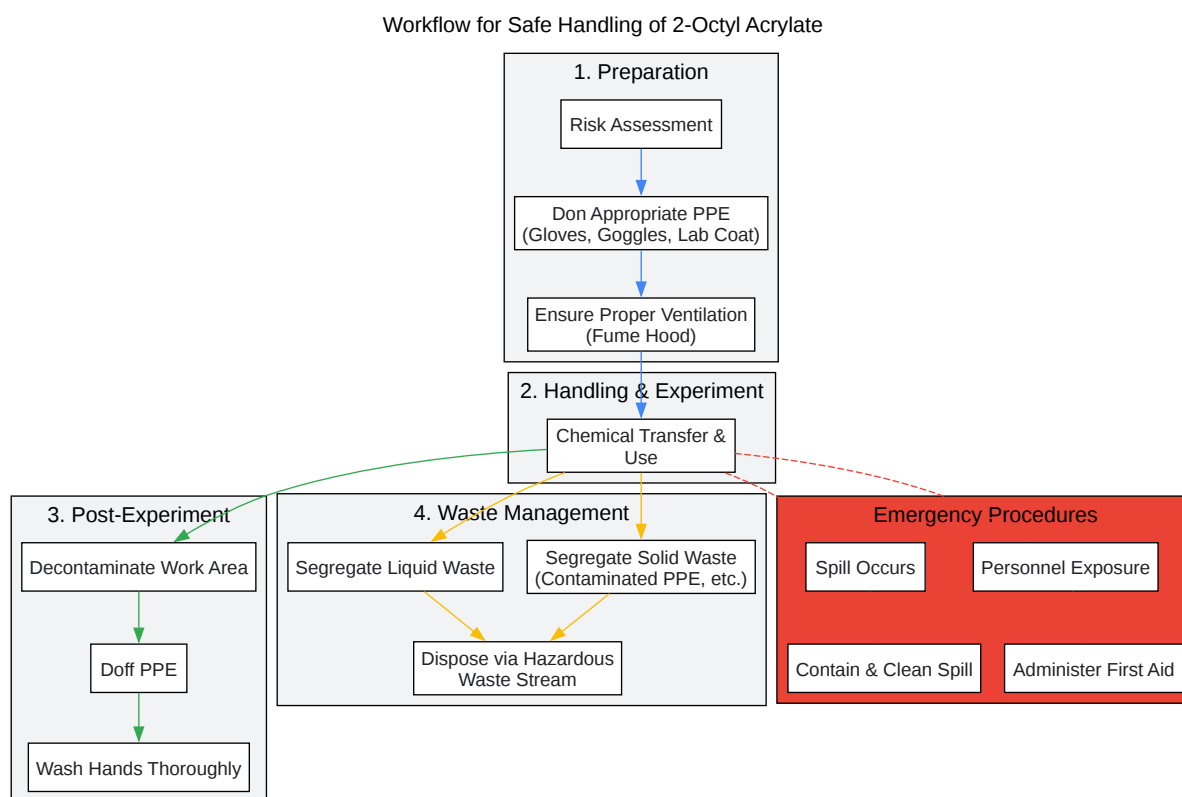 Workflow for Safe Handling of 2-Octyl Acrylate
1. Preparation
Risk Assessment
Don Appropriate PPE
(Gloves, Goggles, Lab Coat)
Ensure Proper Ventilation
(Fume Hood)
2. Handling & Experiment
Chemical Transfer &
Use
3. Post-Experiment
Decontaminate Work Area
Doff PPE
Wash Hands Thoroughly
4. Waste Management
Segregate Liquid Waste
Segregate Solid Waste
(Contaminated PPE, etc.)
Dispose via Hazardous
Waste Stream
Emergency Procedures
Spill Occurs
Personnel Exposure
Contain & Clean Spill
Administer First Aid